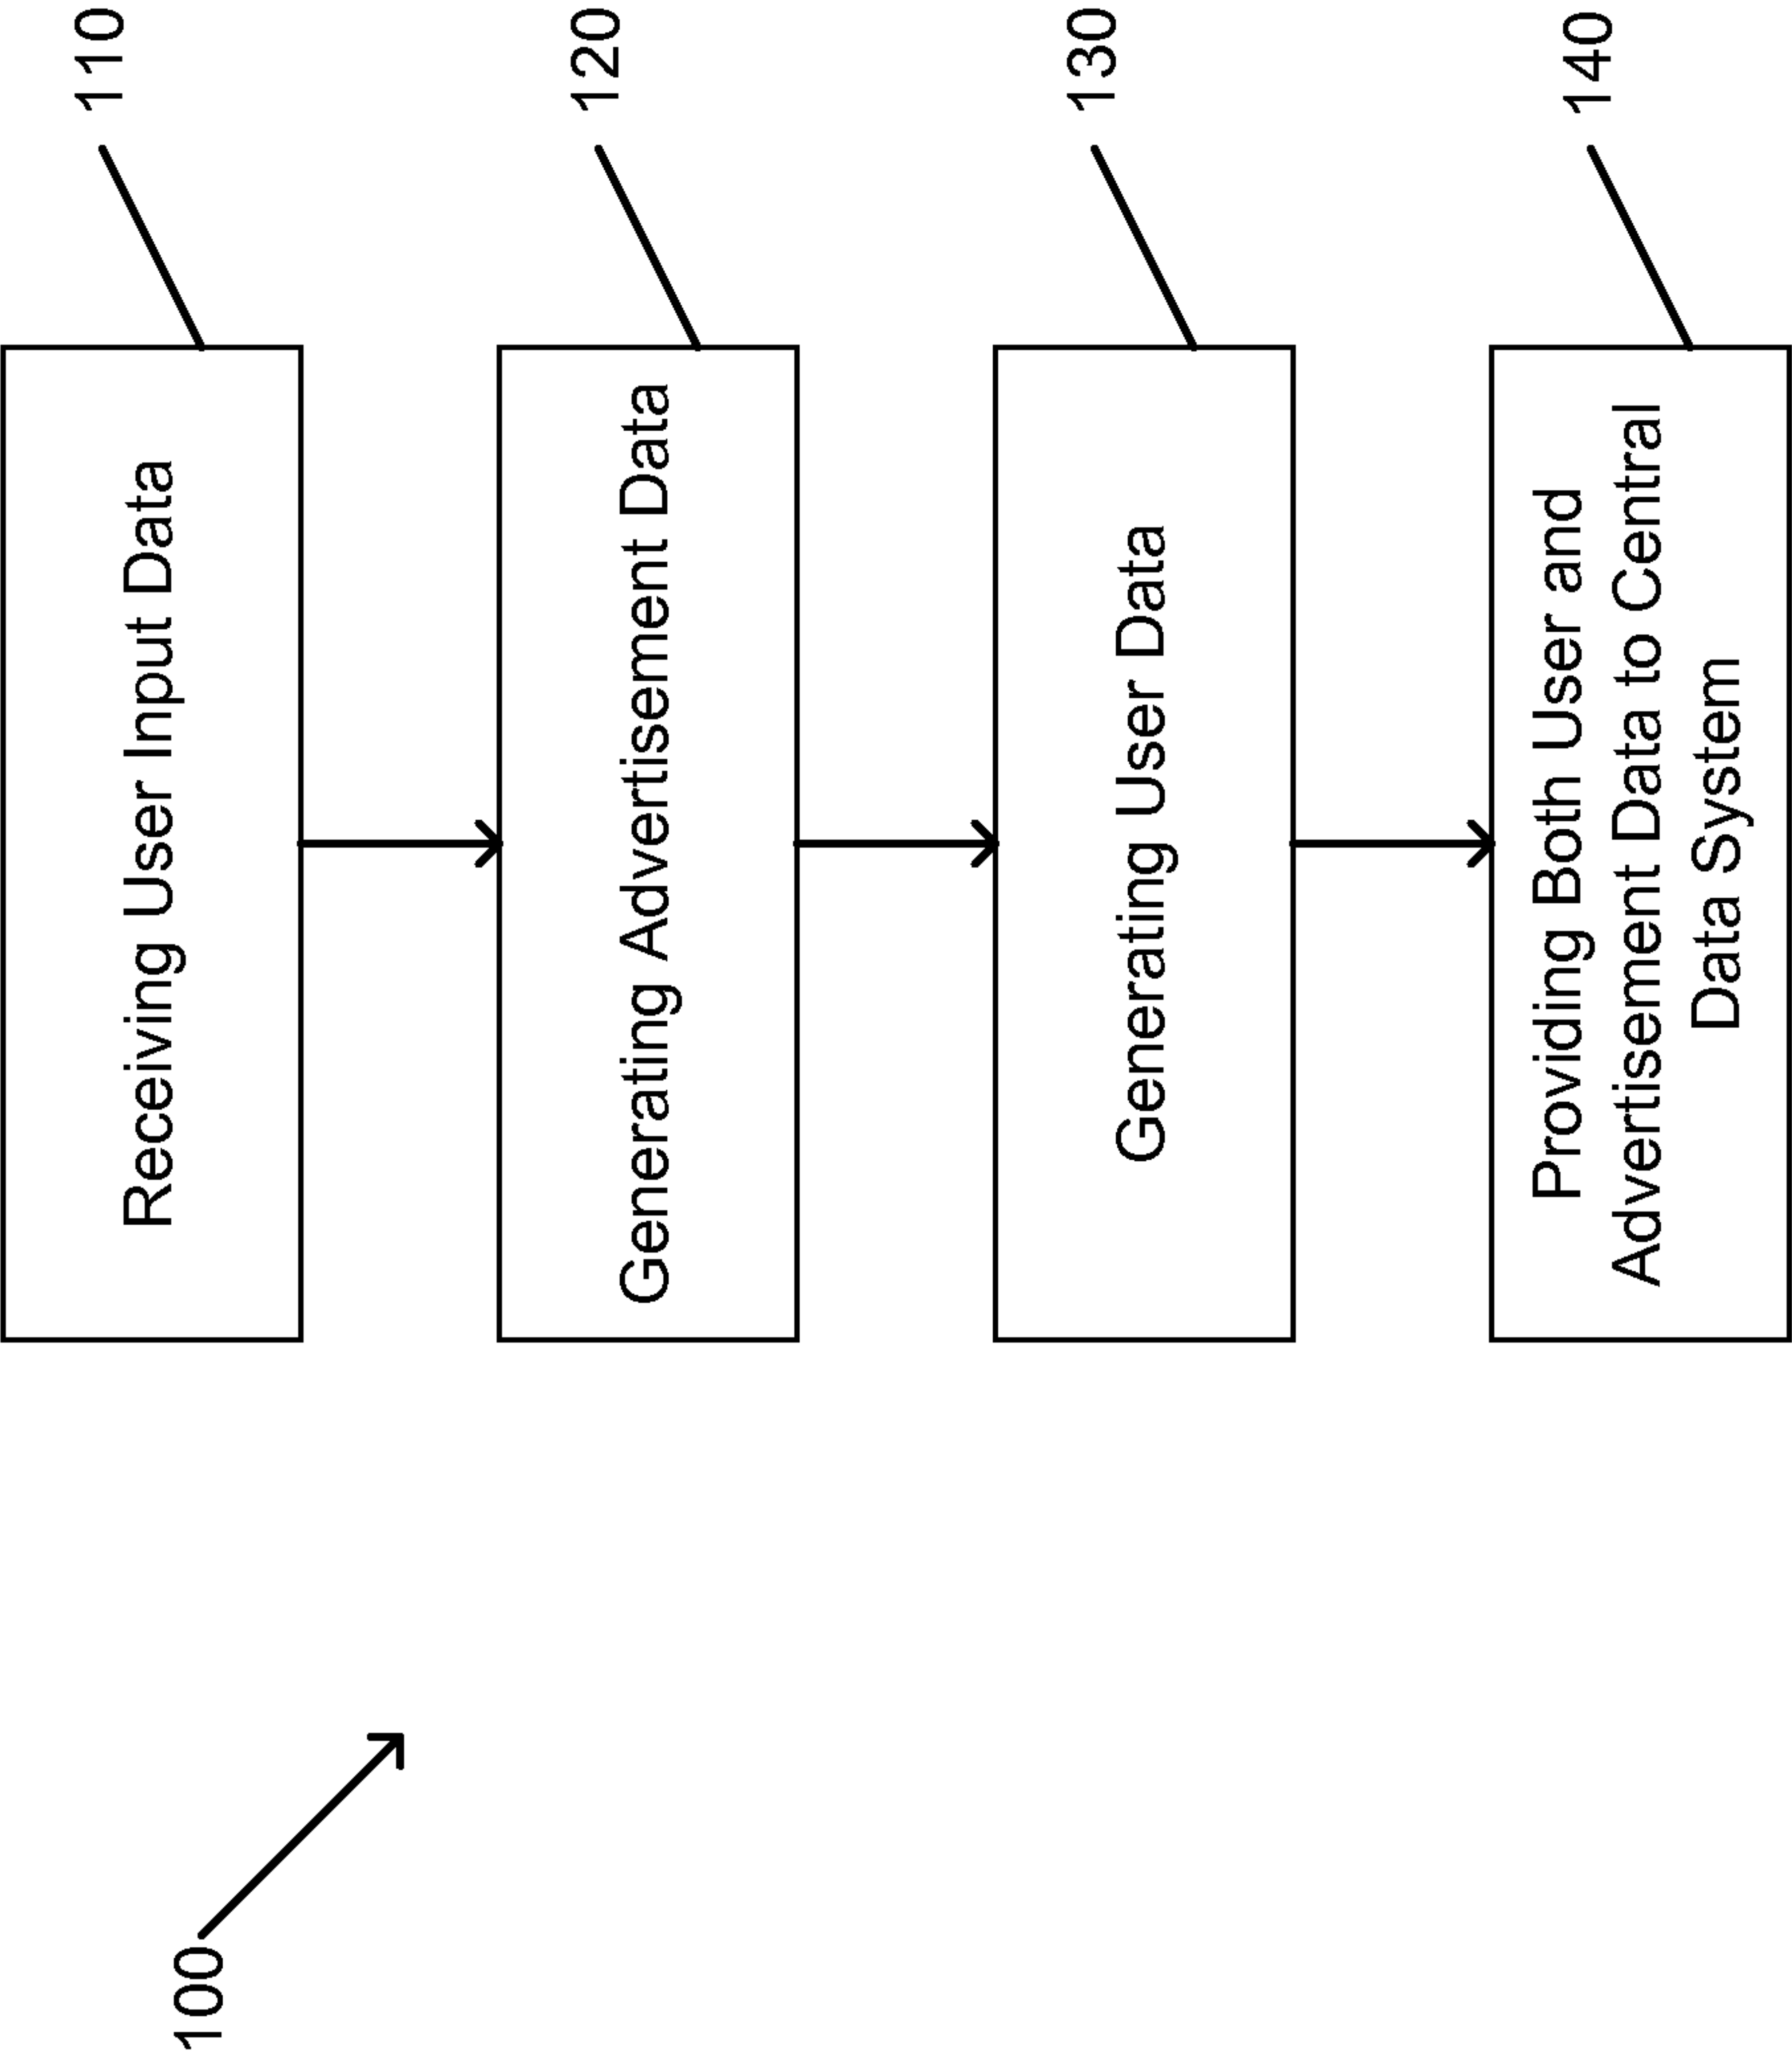 100
Receiving User Input Data
110
Generating Advertisement Data
120
Generating User Data
130
Providing Both User and
Advertisement Data to Central
Data System
140